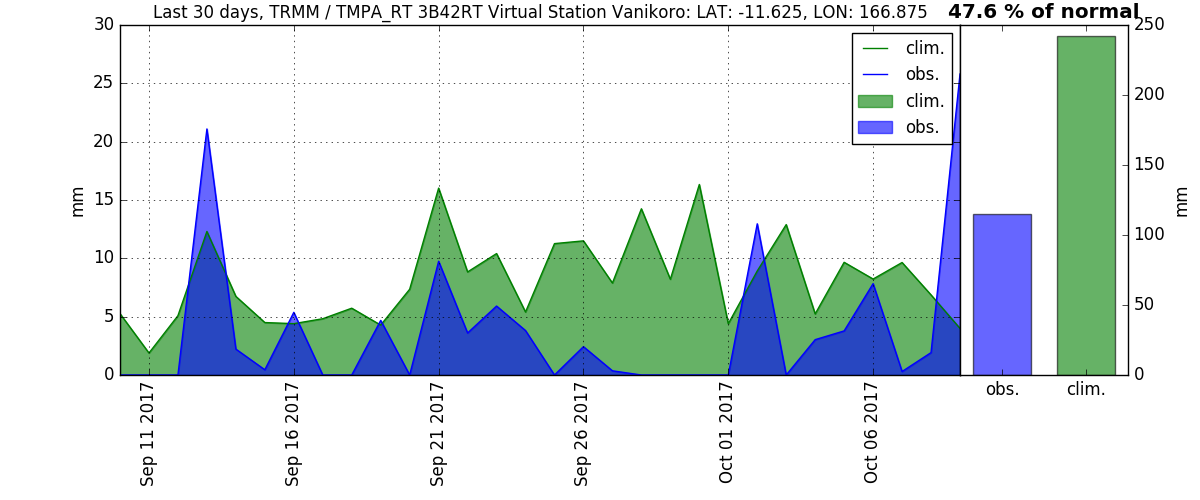 Last 30 days, TRMM / TMPA_RT 3B42RT Virtual Station Vanikoro: LAT: -11.625, LON: 166.875
47.6 % of normal
30
25
20
15
10
5
0
mm
clim.
obs.
clim.
obs.
250
200
150
100
50
0
mm
obs.
clim.
Sep 11 2017
Sep 16 2017
Sep 21 2017
Sep 26 2017
Oct 01 2017
Oct 06 2017